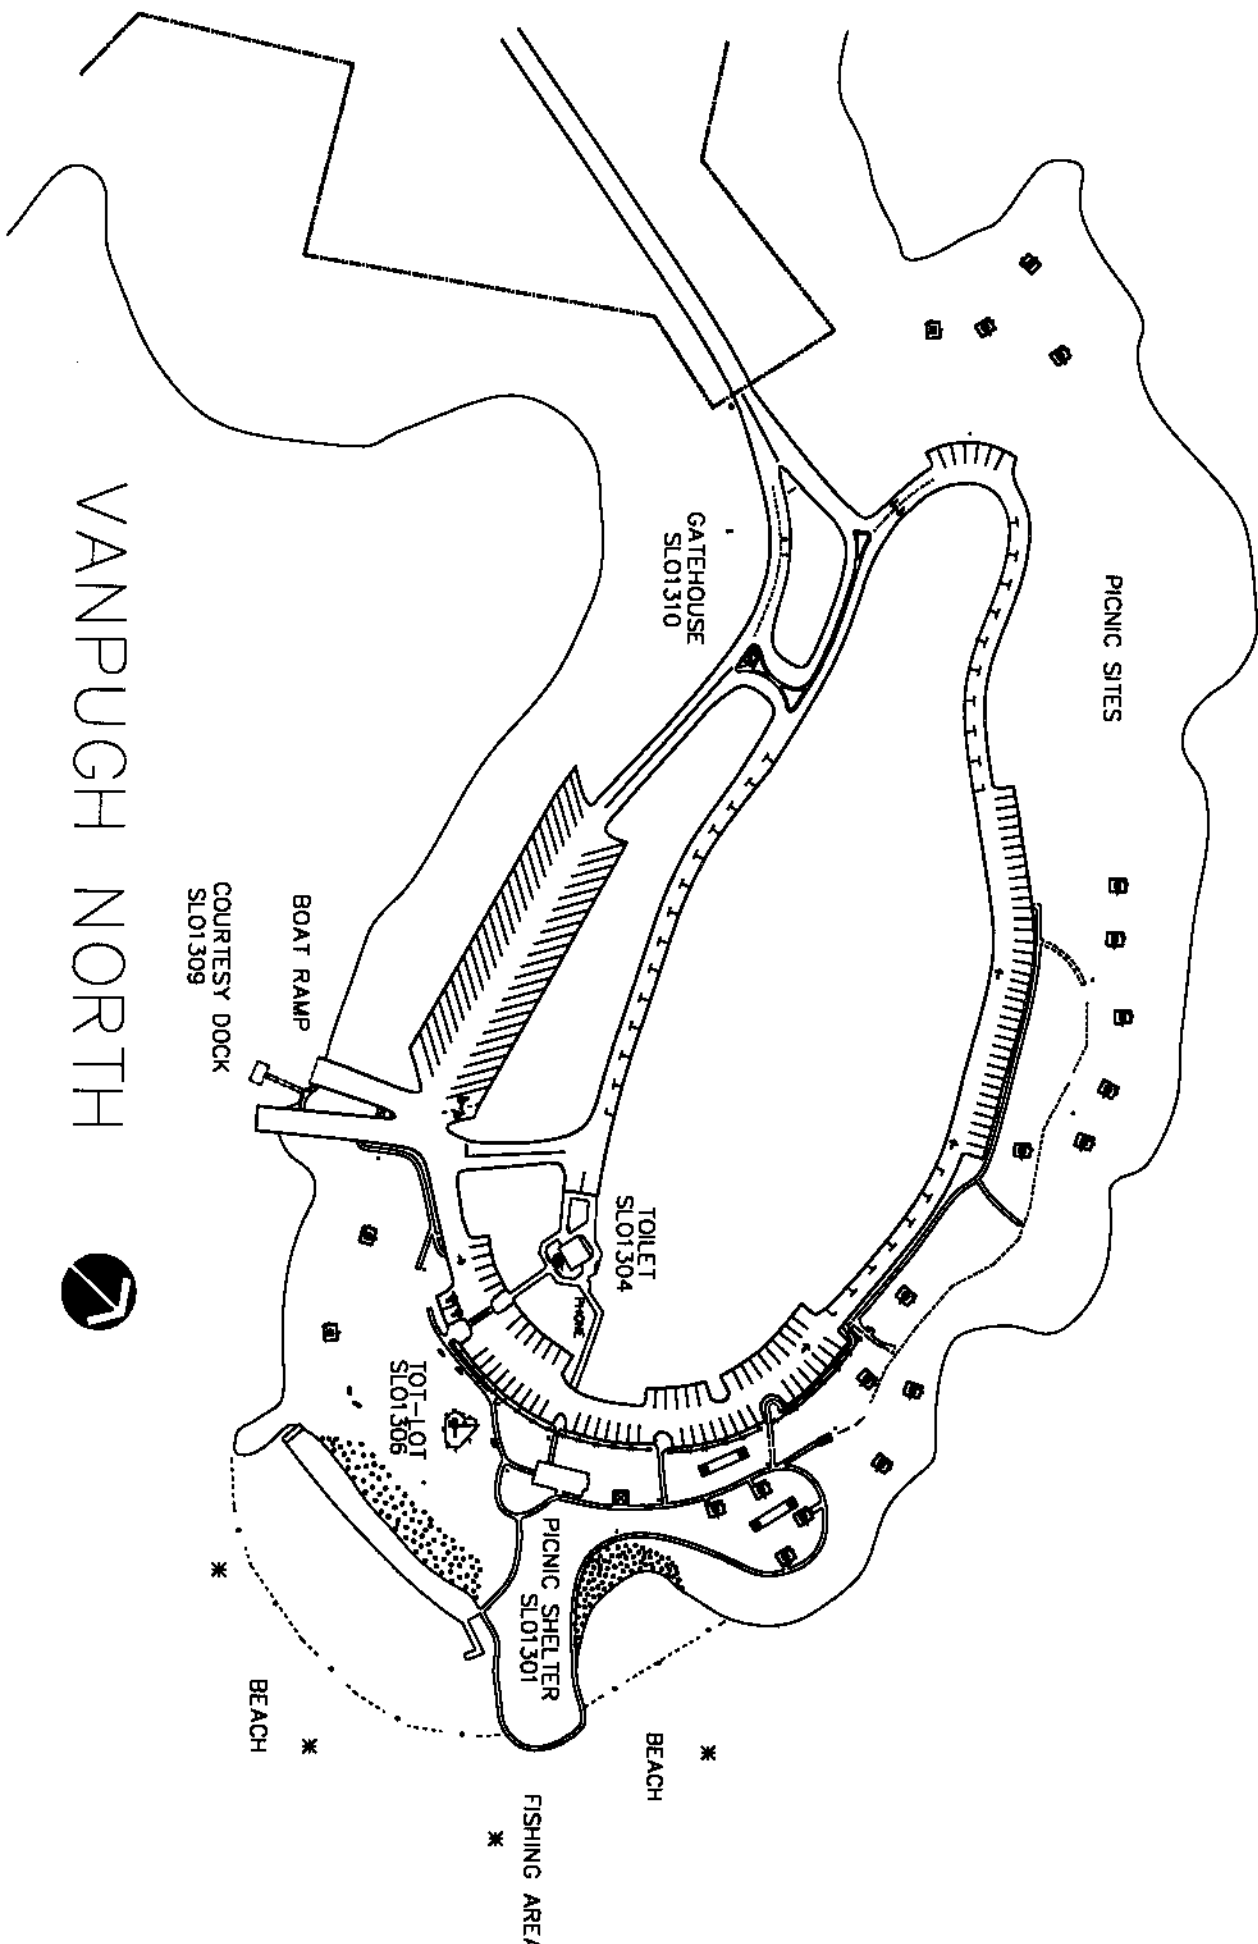 PICNIC SITES
GATEHOUSE
SL01310
TOILET
SL01304
PHONE
BOAT RAMP
COURTESY DOCK
SL01309
TOT-LOT
SL01306
PICNIC SHELTER
SL01301
BEACH
BEACH
FISHING AREA
VANPUGH NORTH